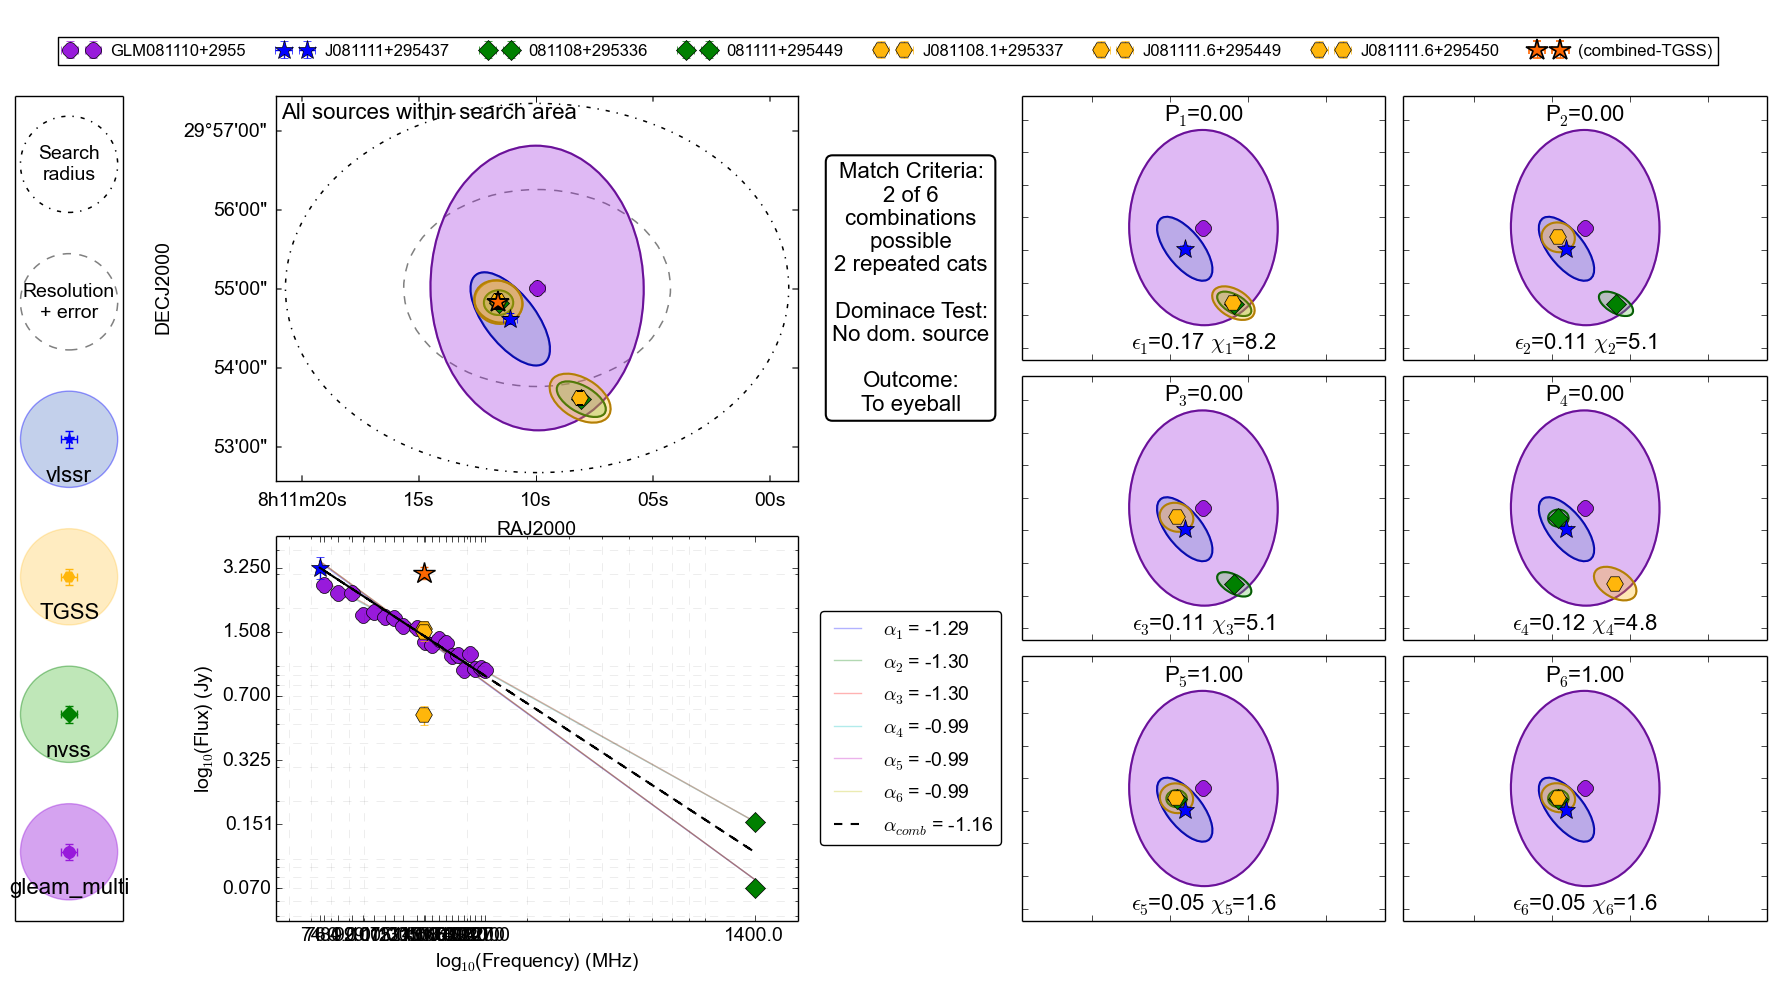 GLM081110+2955 J081111+295437 081108+295336 081111+295449 J081108.1+295337 J081111.6+295449 J081111.6+295450 (combined-TGSS)
Search
radius
Resolution
+ error
vlssr
TGSS
nvss
gleam_multi
All sources within search area
DECJ2000
29°57'00"
56'00"
55'00"
54'00"
53'00"
8h11m20s 15s 10s 05s 00s
RAJ2000
log10(Flux) (Jy)
3.250
1.508
0.700
0.325
0.151
0.070
1400.0
log10(Frequency) (MHz)
Match Criteria:
2 of 6
combinations
possible
2 repeated cats
Dominace Test:
No dom. source
Outcome:
To eyeball
α1 = -1.29
α2 = -1.30
α3 = -1.30
α4 = -0.99
α5 = -0.99
α6 = -0.99
αcomb = -1.16
P1=0.00
ϵ1=0.17 χ1=8.2
P2=0.00
ϵ2=0.11 χ2=5.1
P3=0.00
ϵ3=0.11 χ3=5.1
P4=0.00
ϵ4=0.12 χ4=4.8
P5=1.00
ϵ5=0.05 χ5=1.6
P6=1.00
ϵ6=0.05 χ6=1.6